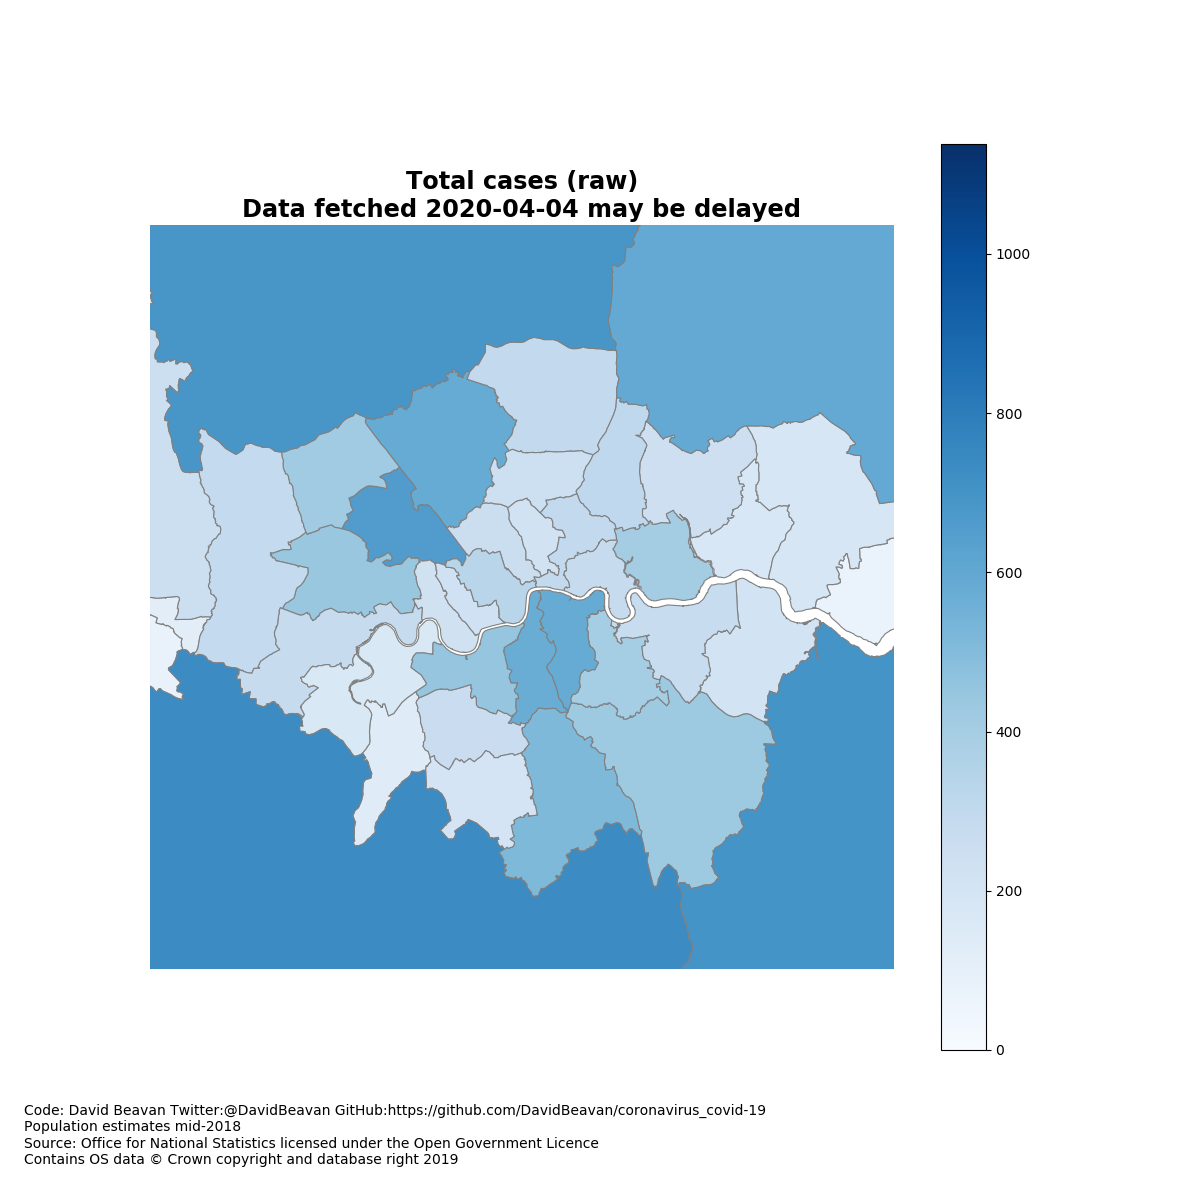 Total cases (raw)
Data fetched 2020-04-04 may be delayed
1000
800
600
400
200
0
Code: David Beavan Twitter:@DavidBeavan GitHub:https://github.com/DavidBeavan/coronavirus_covid-19
Population estimates mid-2018
Source: Office for National Statistics licensed under the Open Government Licence
Contains OS data © Crown copyright and database right 2019